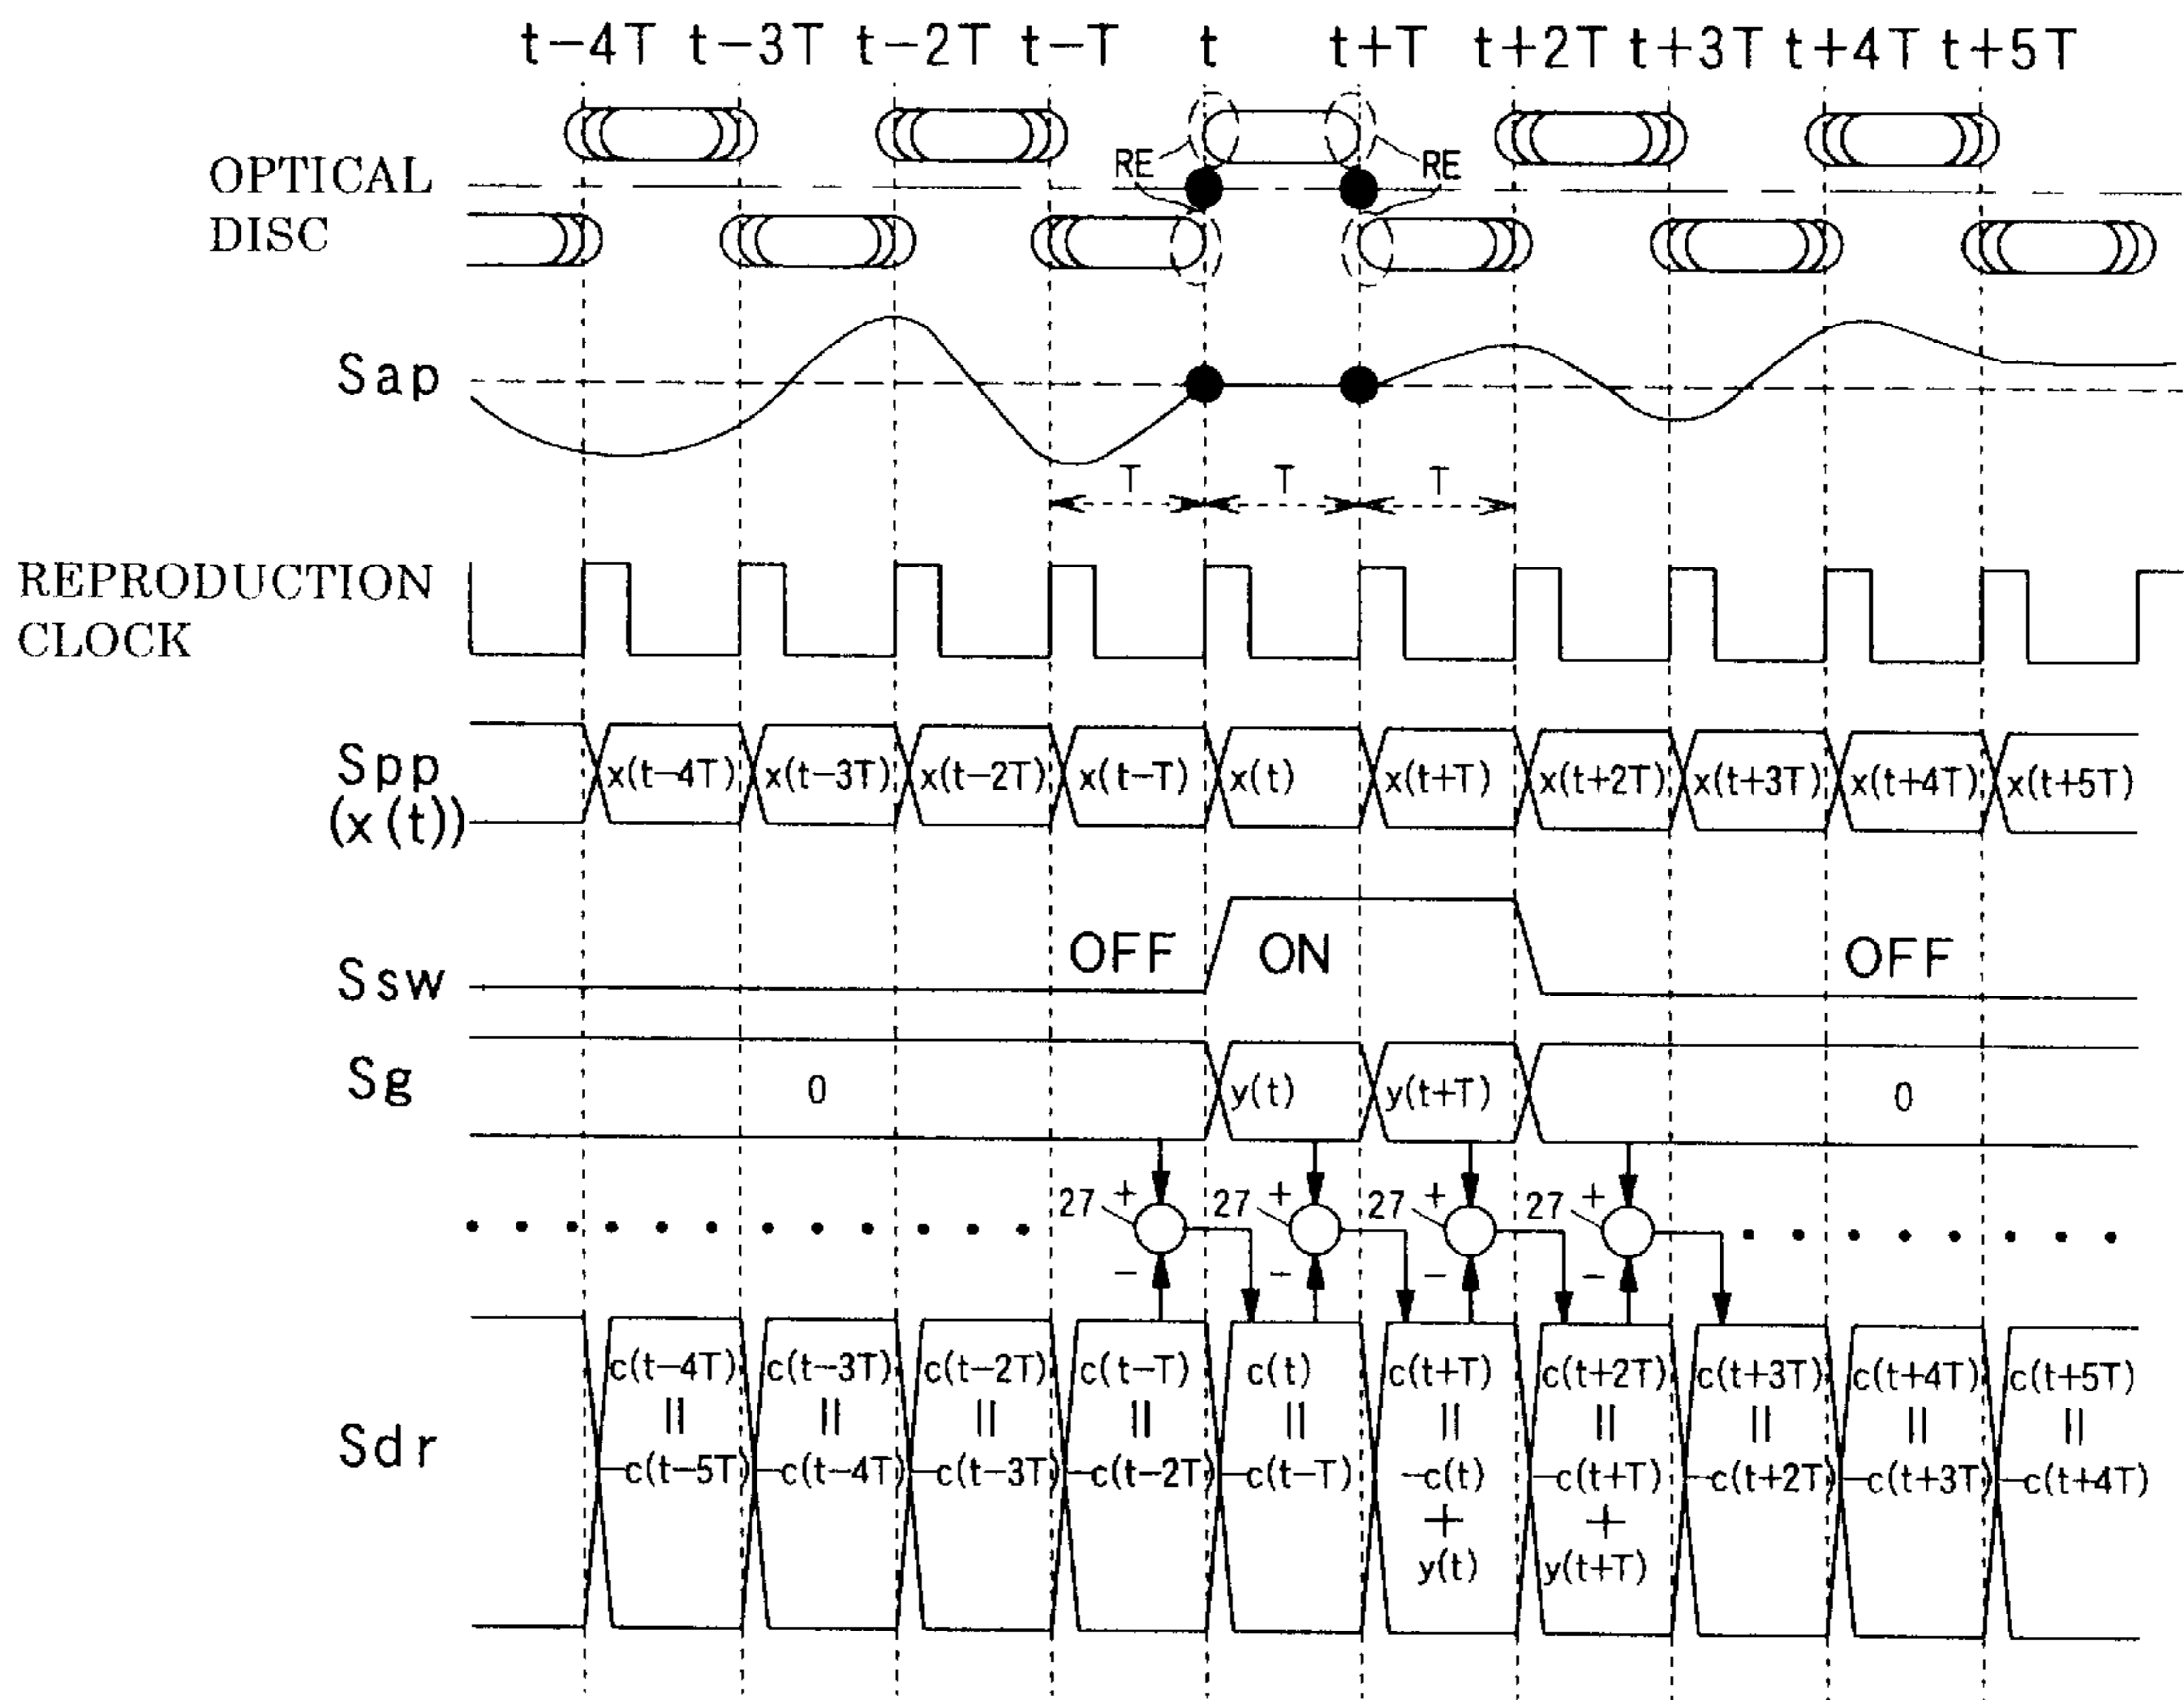 t−4T t−3T t−2T t−T t t+T t+2T t+3T t+4T t+5T
RE RE
OPTICAL
DISC
Sap
T T T
REPRODUCTION
CLOCK
Spp
(x(t))
x(t−4T) x(t−3T) x(t−2T) x(t−T) x(t) x(t+T) x(t+2T) x(t+3T) x(t+4T) x(t+5T)
Ssw
OFF ON OFF
Sg
0 y(t) y(t+T) 0
27 + 27 + 27 + 27 +
− − − −
Sdr
c(t−4T) c(t−3T) c(t−2T) c(t−T) c(t) c(t+T) c(t+2T) c(t+3T) c(t+4T) c(t+5T)
|| || || || || || || || || ||
−c(t−5T) −c(t−4T) −c(t−3T) −c(t−2T) −c(t−T) −c(t) −c(t+T) −c(t+2T) −c(t+3T) −c(t+4T)
+ +
y(t) y(t+T)